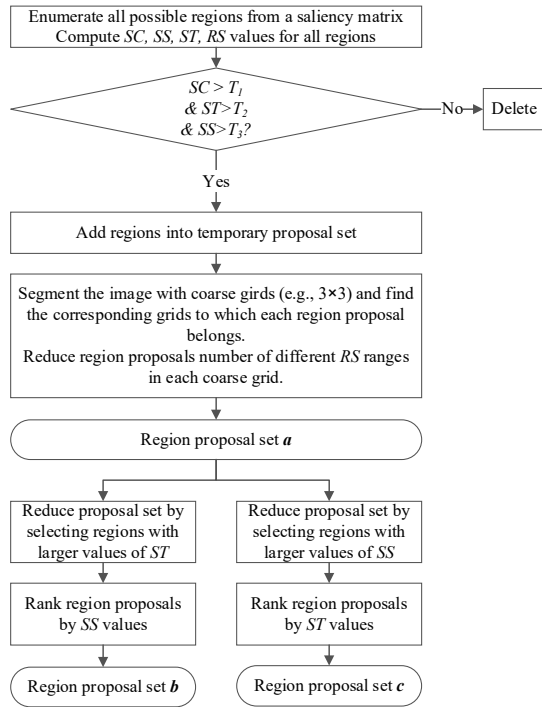 Enumerate all possible regions from a saliency matrix
Compute SC, SS, ST, RS values for all regions
SC > T1
& ST>T2
& SS>T3?
No
Delete
Yes
Add regions into temporary proposal set
Segment the image with coarse girds (e.g., 3×3) and find
the corresponding grids to which each region proposal
belongs.
Reduce region proposals number of different RS ranges
in each coarse grid.
Region proposal set a
Reduce proposal set by
selecting regions with
larger values of ST
Rank region proposals
by SS values
Region proposal set b
Reduce proposal set by
selecting regions with
larger values of SS
Rank region proposals
by ST values
Region proposal set c